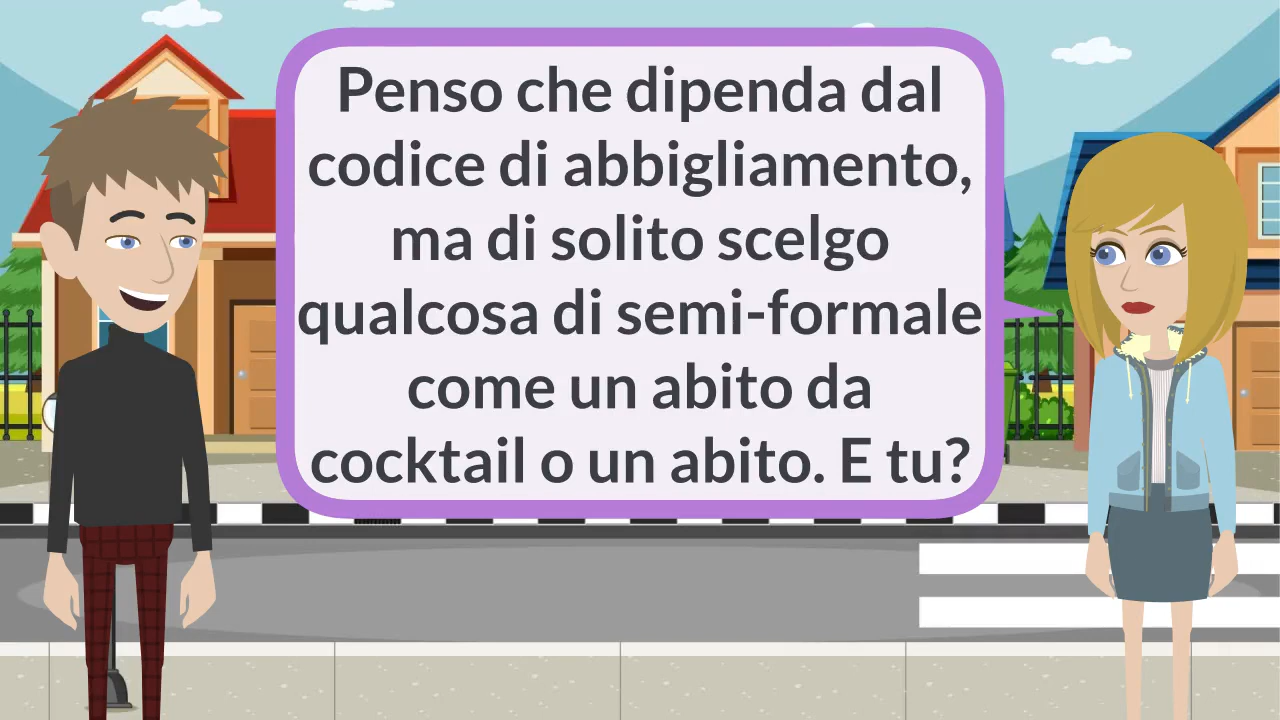 Penso che dipenda dal
codice di abbigliamento,
ma di solito scelgo
qualcosa di semi-formale
come un abito da
cocktail o un abito. E tu?